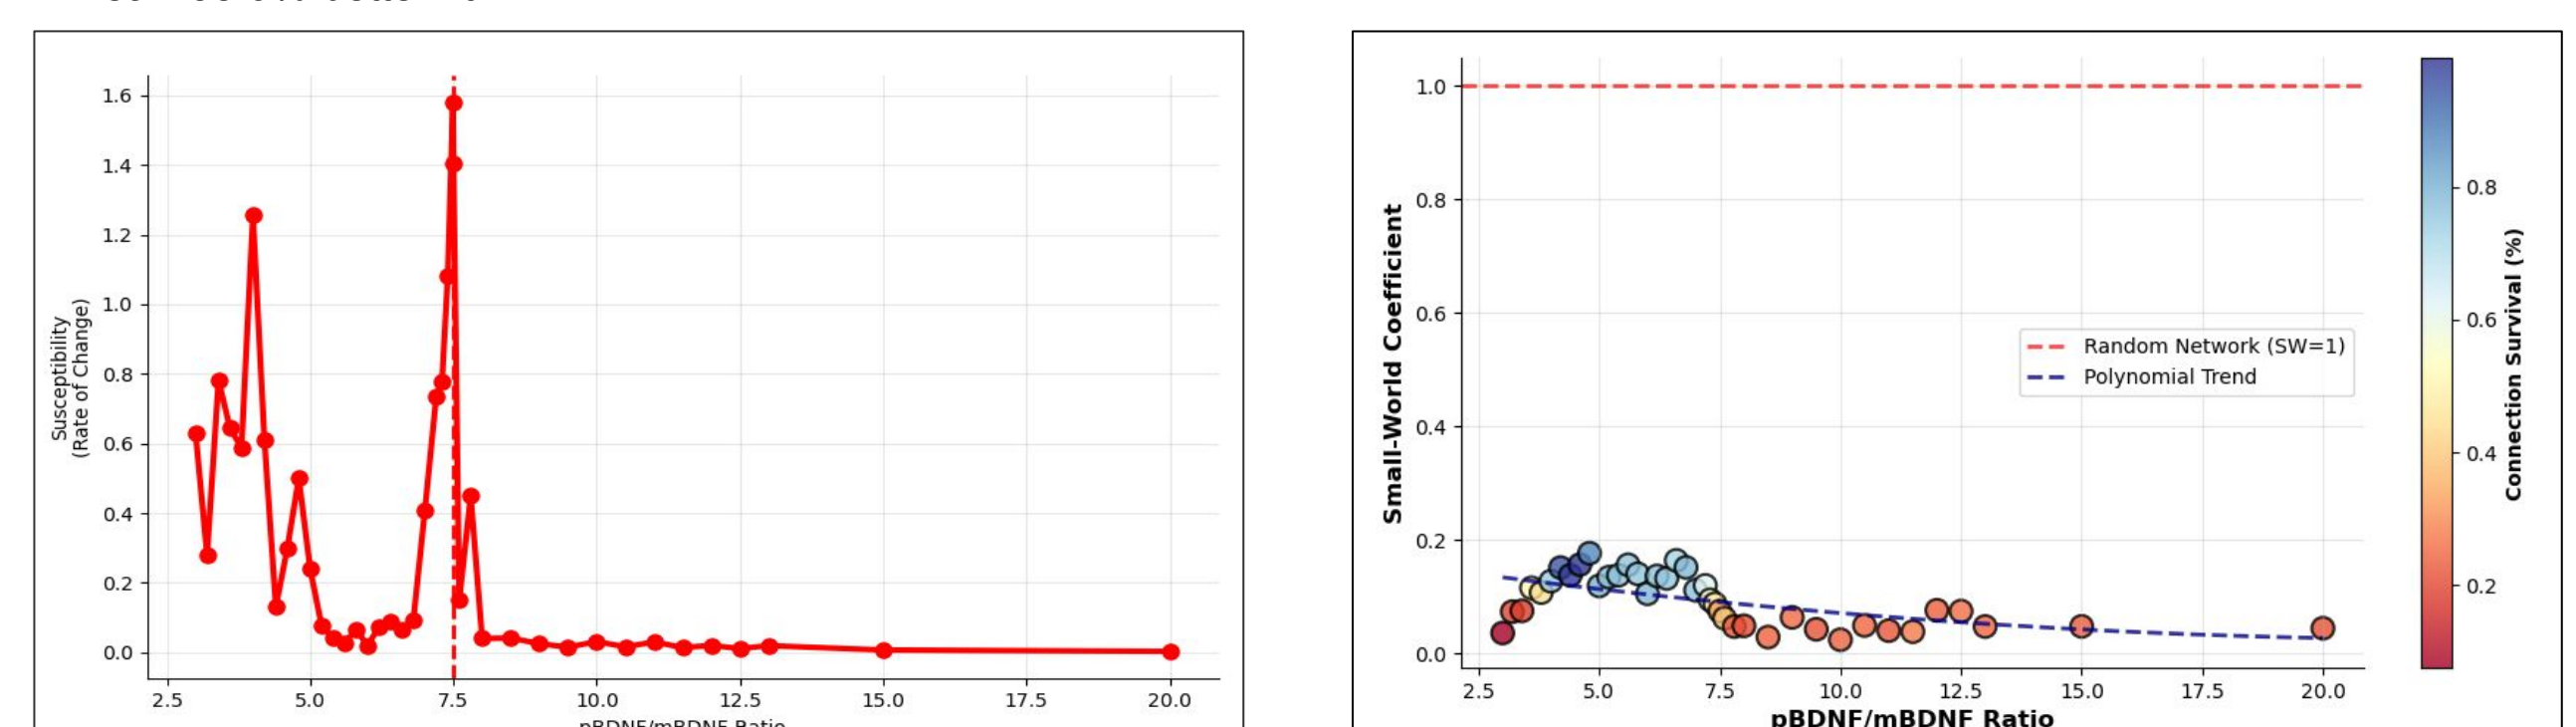 1.6
1.4
1.2
1.0
0.8
0.6
0.4
0.2
0.0
Susceptibility
(Rate of Change)
2.5 5.0 7.5 10.0 12.5 15.0 17.5 20.0
pBDNF/mBDNF Ratio
1.0
0.8
0.6
0.4
0.2
0.0
Small-World Coefficient
Random Network (SW=1)
Polynomial Trend
2.5 5.0 7.5 10.0 12.5 15.0 17.5 20.0
pBDNF/mBDNF Ratio
0.8
0.6
0.4
0.2
Connection Survival (%)